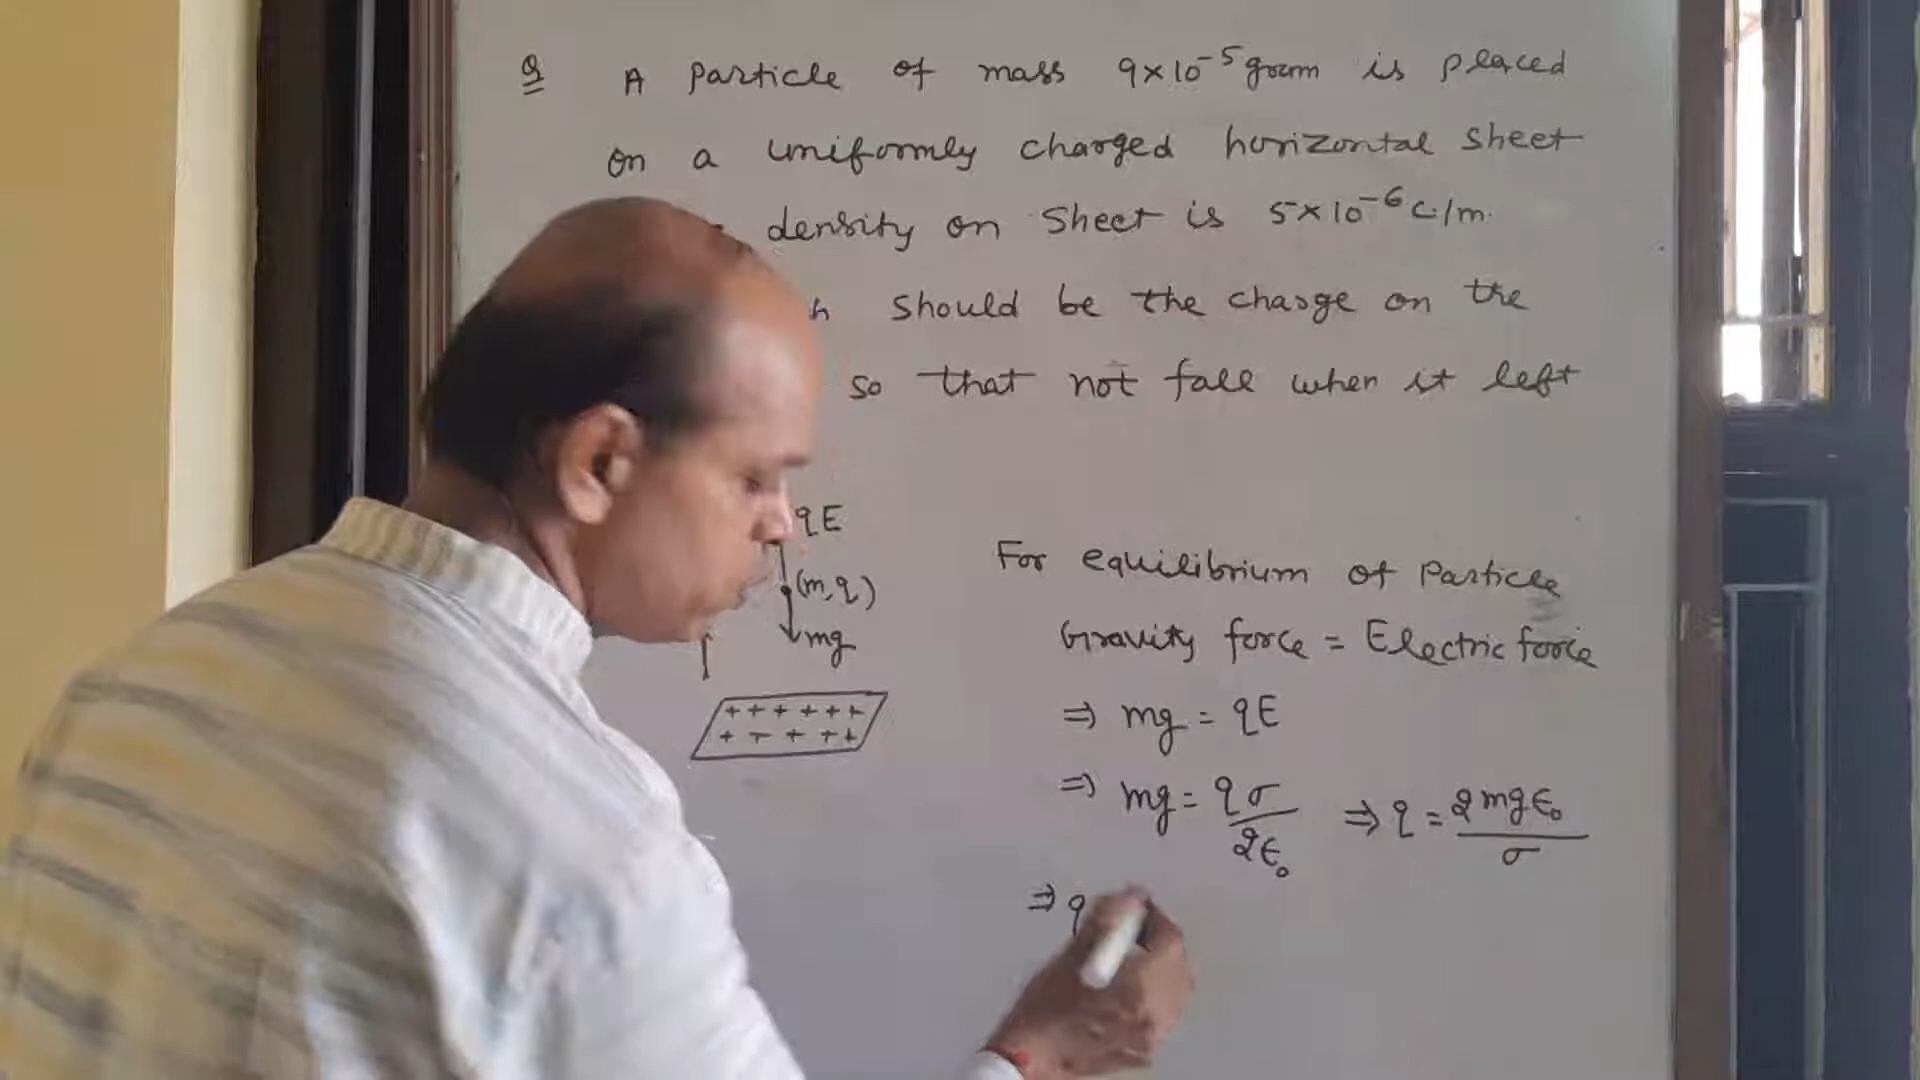 Q A Particle of mass 9×10⁻⁵ gram is placed
on a uniformly charged horizontal sheet
density on Sheet is 5×10⁻⁶ C/m
h should be the charge on the
so that not fall when it left
qE
(m, q)
mg
+ + + + + +
+ + + + +
For equilibrium of Particle
Gravity force = Electric force
⇒ mg = qE
⇒ mg = qσ/2ε₀ ⇒ q = 2mgε₀/σ
⇒ q